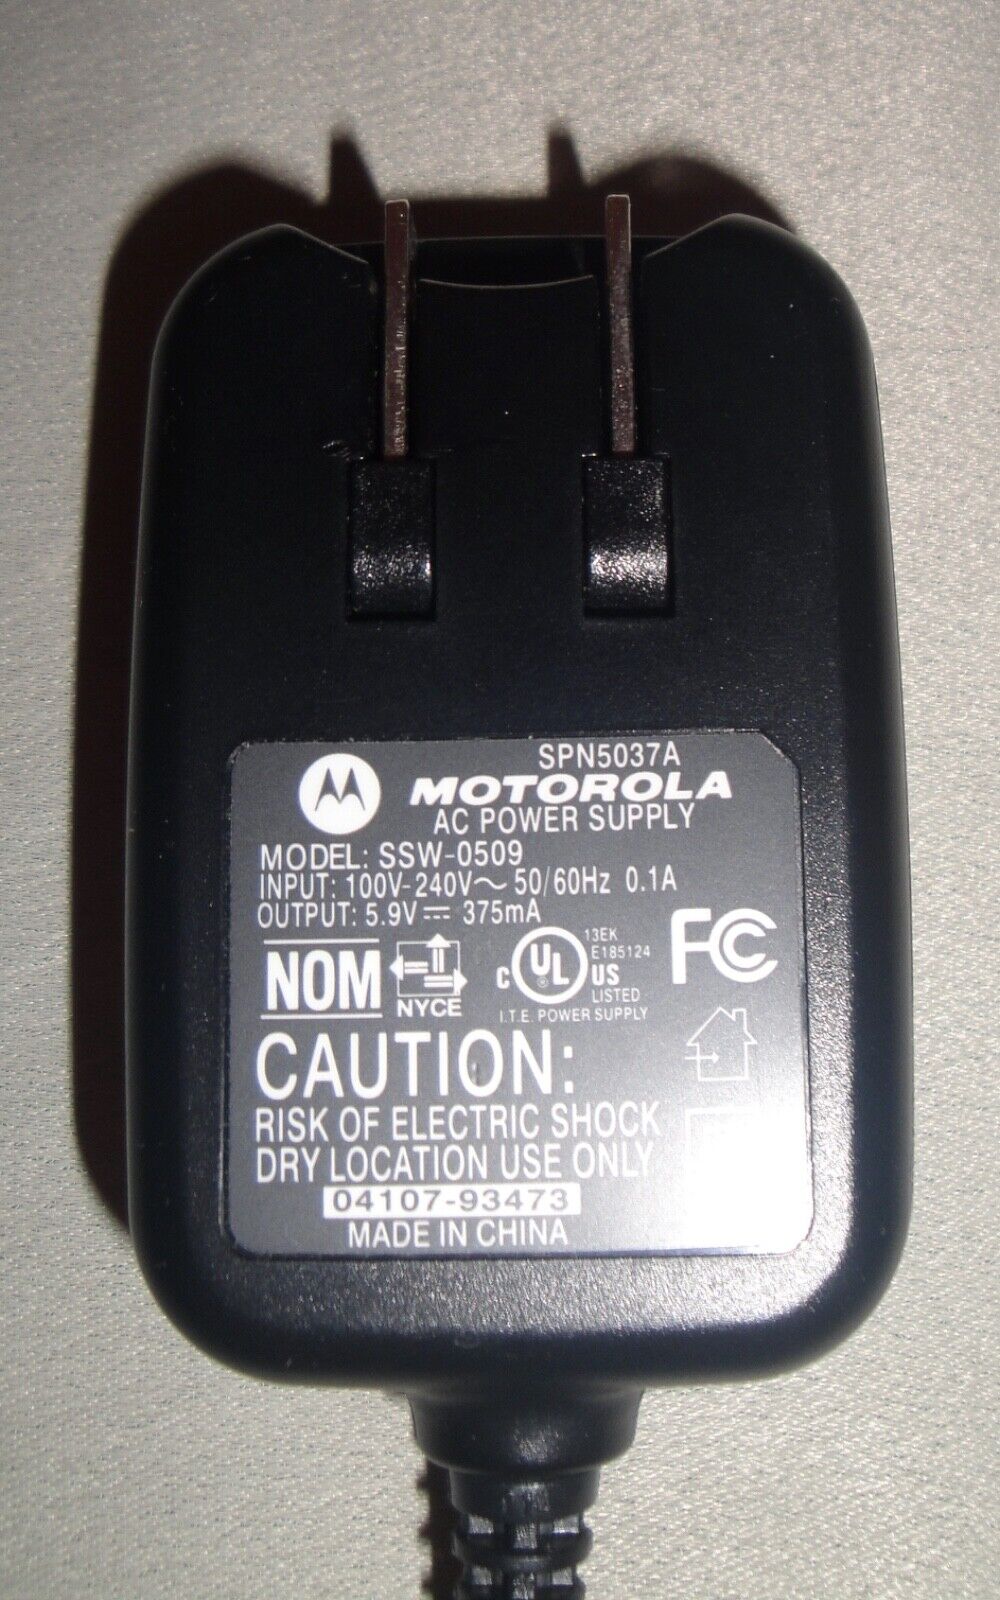 SPN5037A
MOTOROLA
AC POWER SUPPLY
MODEL: SSW-0509
INPUT: 100V-240V～ 50/60Hz 0.1A
OUTPUT: 5.9V⎓ 375mA
NOM
NYCE
C UL ® US
13EK
E185124
LISTED
I.T.E. POWER SUPPLY
FC
CAUTION:
RISK OF ELECTRIC SHOCK
DRY LOCATION USE ONLY
04107-93473
MADE IN CHINA